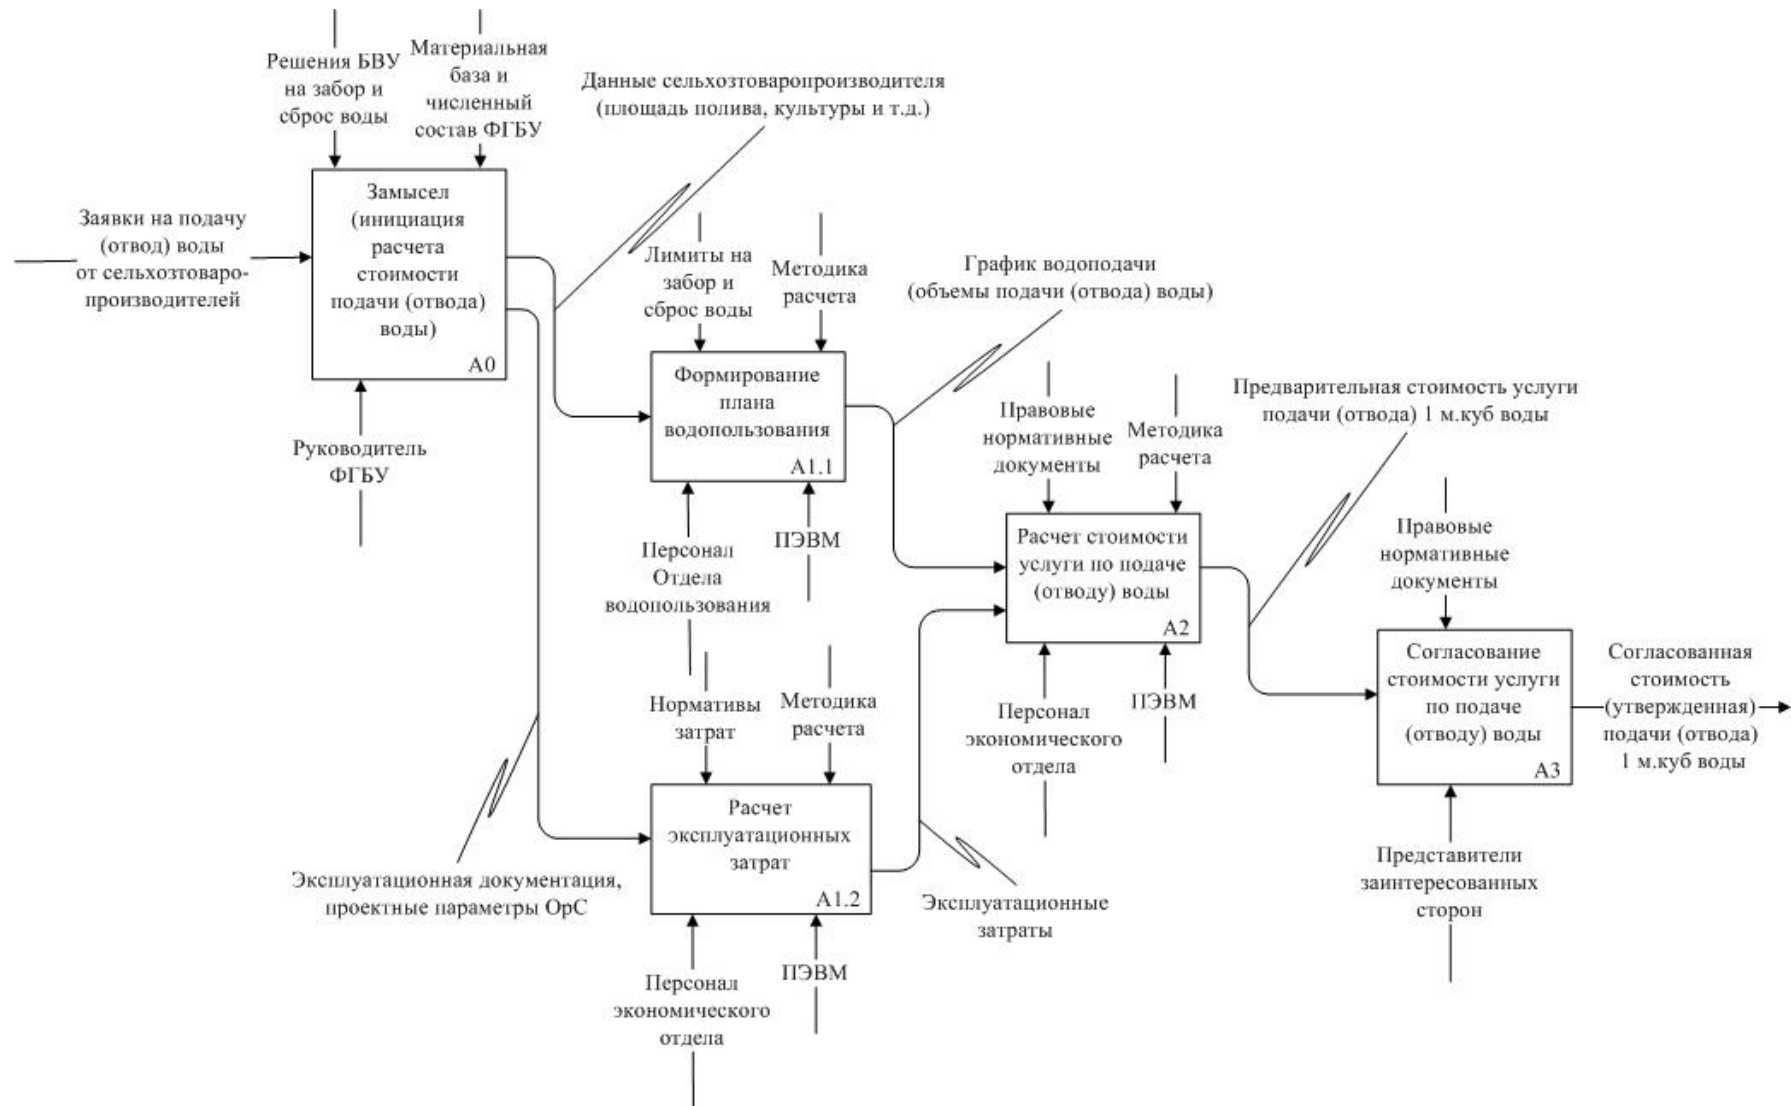 Решения БВУ
на забор и
сброс воды
Материальная
база и
численный
состав ФГБУ
Данные сельхозтоваропроизводителя
(площадь полива, культуры и т.д.)
Заявки на подачу
(отвод) воды
от сельхозтоваро-
производителей
Замысел
(инициация
расчета
стоимости
подачи (отвода)
воды)
А0
Руководитель
ФГБУ
Лимиты на
забор и
сброс воды
Методика
расчета
График водоподачи
(объемы подачи (отвода) воды)
Формирование
плана
водопользования
А1.1
Персонал
Отдела
водопользования
ПЭВМ
Правовые
нормативные
документы
Методика
расчета
Предварительная стоимость услуги
подачи (отвода) 1 м.куб воды
Расчет стоимости
услуги по подаче
(отводу) воды
А2
Персонал
экономического
отдела
ПЭВМ
Правовые
нормативные
документы
Согласование
стоимости услуги
по подаче
(отводу) воды
А3
Согласованная
стоимость
(утвержденная)
подачи (отвода)
1 м.куб воды
Представители
заинтересованных
сторон
Нормативы
затрат
Методика
расчета
Расчет
эксплуатационных
затрат
А1.2
Эксплуатационная документация,
проектные параметры ОрС
Эксплуатационные
затраты
Персонал
экономического
отдела
ПЭВМ